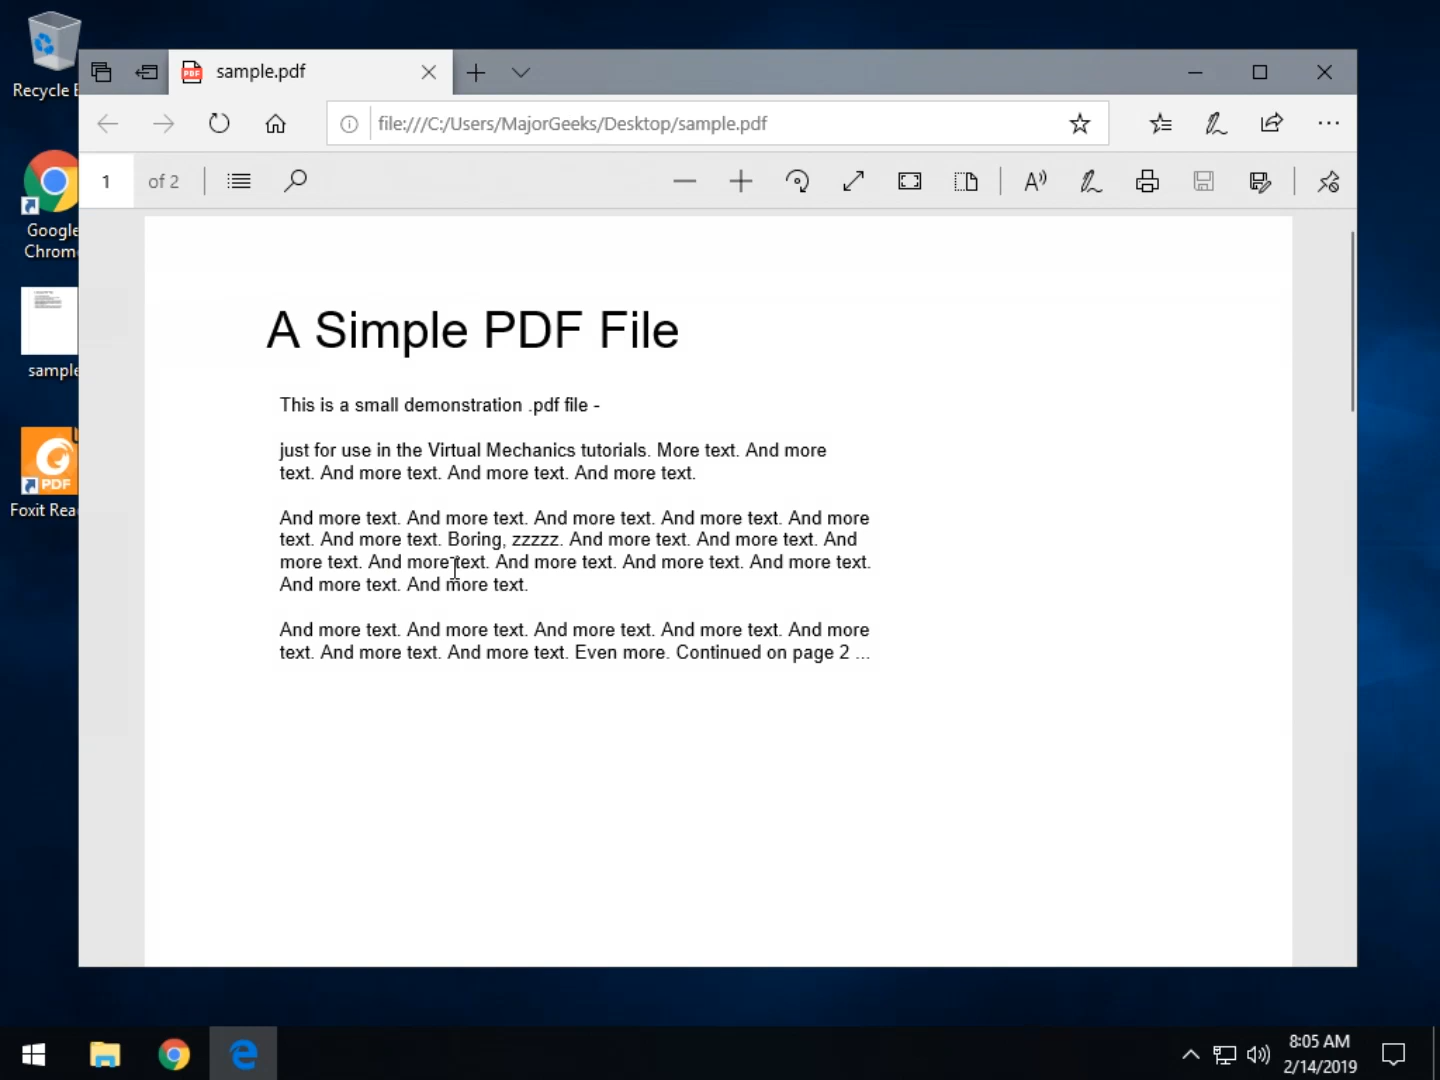 Recycle
sample.pdf
file:///C:/Users/MajorGeeks/Desktop/sample.pdf
1 of 2
Google
Chrom
sample
PDF
Foxit Rea
A Simple PDF File
This is a small demonstration .pdf file -
just for use in the Virtual Mechanics tutorials. More text. And more
text. And more text. And more text. And more text.
And more text. And more text. And more text. And more text. And more
text. And more text. Boring, zzzzz. And more text. And more text. And
more text. And more text. And more text. And more text. And more text.
And more text. And more text.
And more text. And more text. And more text. And more text. And more
text. And more text. And more text. Even more. Continued on page 2 ...
8:05 AM
2/14/2019